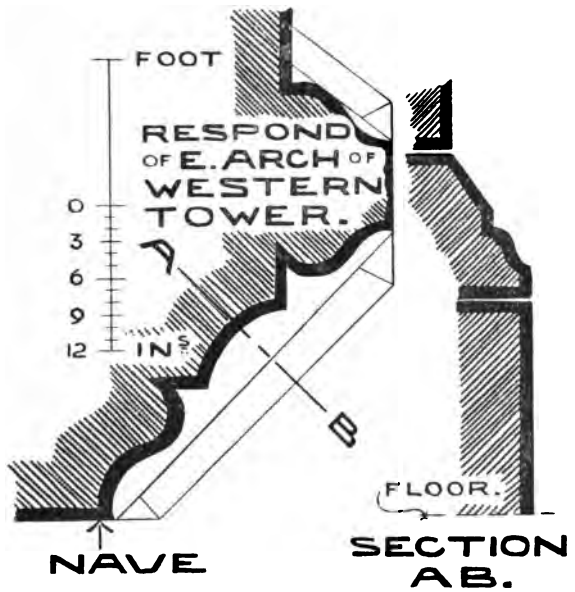 FOOT
RESPOND
OF E. ARCH OF
WESTERN
TOWER.
0
3
6
9
12 INS
A
B
FLOOR.
NAVE
SECTION
AB.